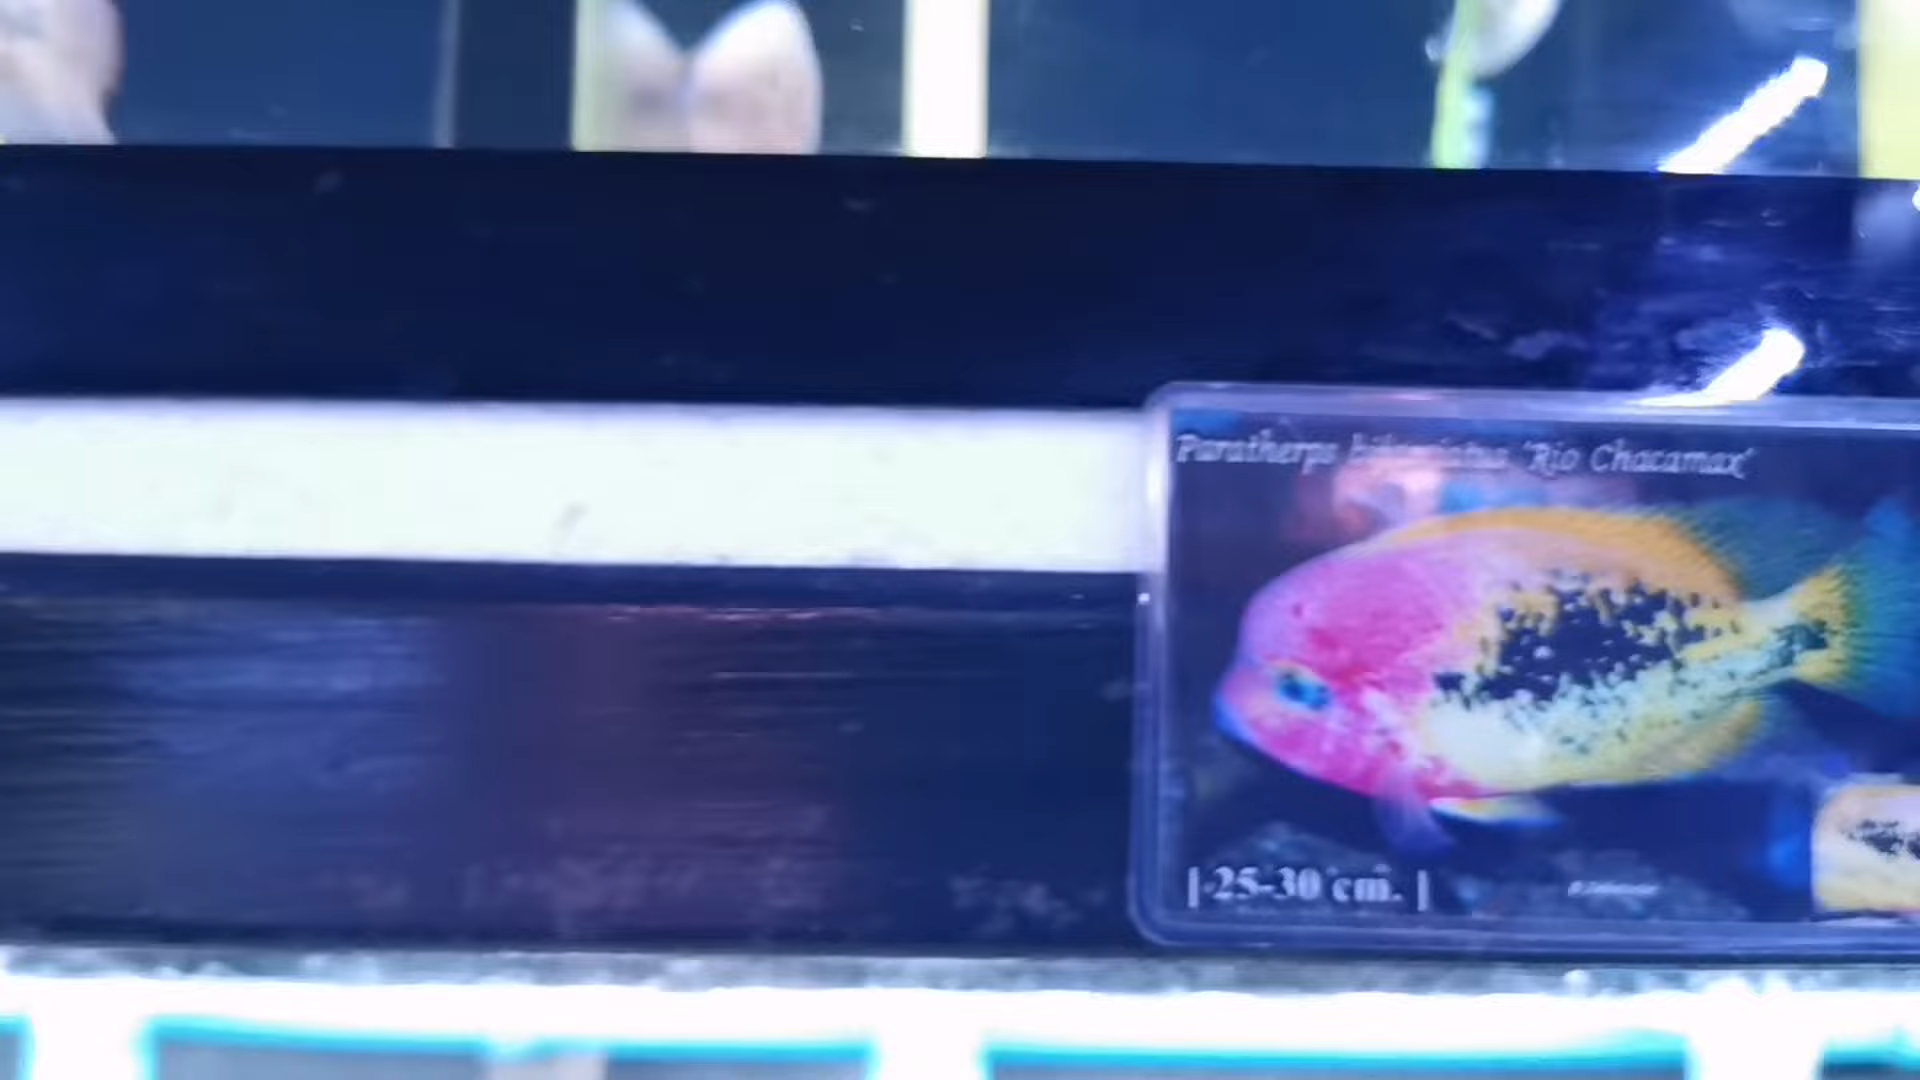 Paratherps 'Rio Chacamax'
| 25-30 cm. |